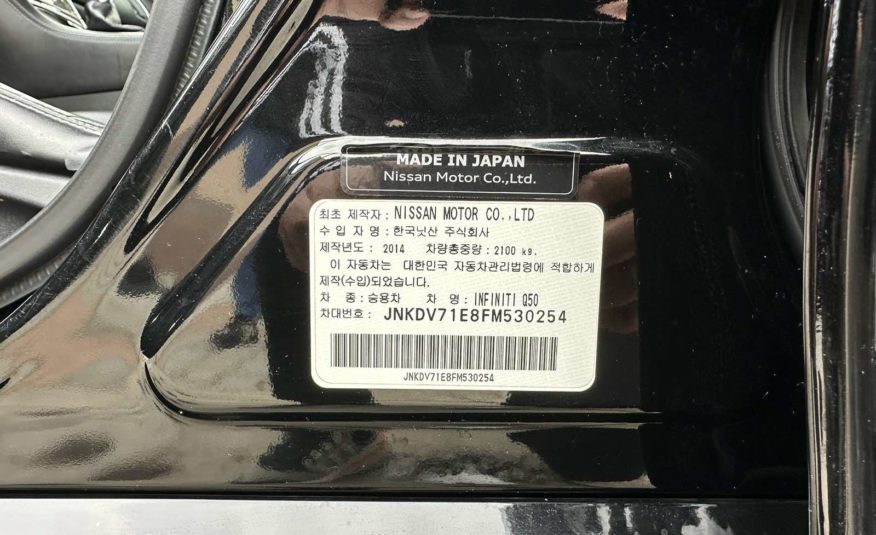 MADE IN JAPAN
Nissan Motor Co.,Ltd.
최초 제작자 : NISSAN MOTOR CO.,LTD
수 입 자 명 : 한국닛산 주식회사
제작년도 : 2014 차량총중량 : 2100 kg.
이 자동차는 대한민국 자동차관리법령에 적합하게
제작(수입)되었습니다.
차 종 : 승용차 차 명 : INFINITI Q50
차대번호 : JNKDV71E8FM530254
JNKDV71E8FM530254